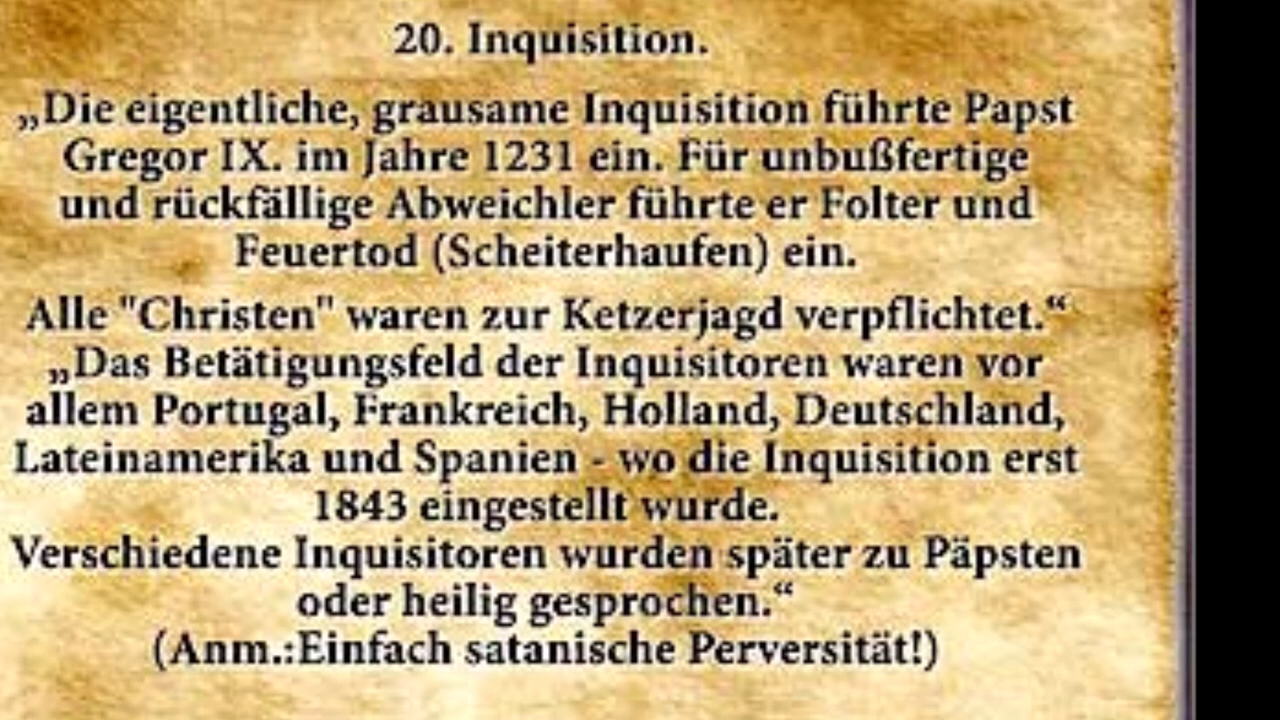 20. Inquisition.
„Die eigentliche, grausame Inquisition führte Papst
Gregor IX. im Jahre 1231 ein. Für unbußfertige
und rückfällige Abweichler führte er Folter und
Feuertod (Scheiterhaufen) ein.
Alle "Christen" waren zur Ketzerjagd verpflichtet.“
„Das Betätigungsfeld der Inquisitoren waren vor
allem Portugal, Frankreich, Holland, Deutschland,
Lateinamerika und Spanien - wo die Inquisition erst
1843 eingestellt wurde.
Verschiedene Inquisitoren wurden später zu Päpsten
oder heilig gesprochen.“
(Anm.:Einfach satanische Perversität!)